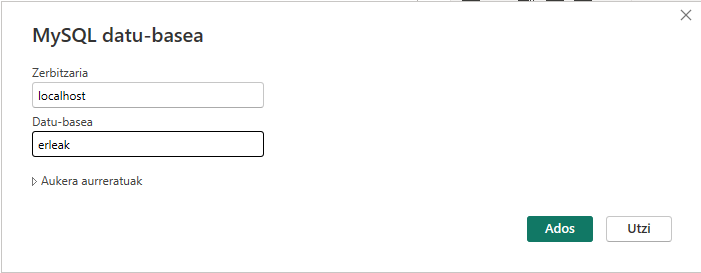 MySQL datu-basea
Zerbitzaria
localhost
Datu-basea
erleak
Aukera aurreratuak
Ados
Utzi